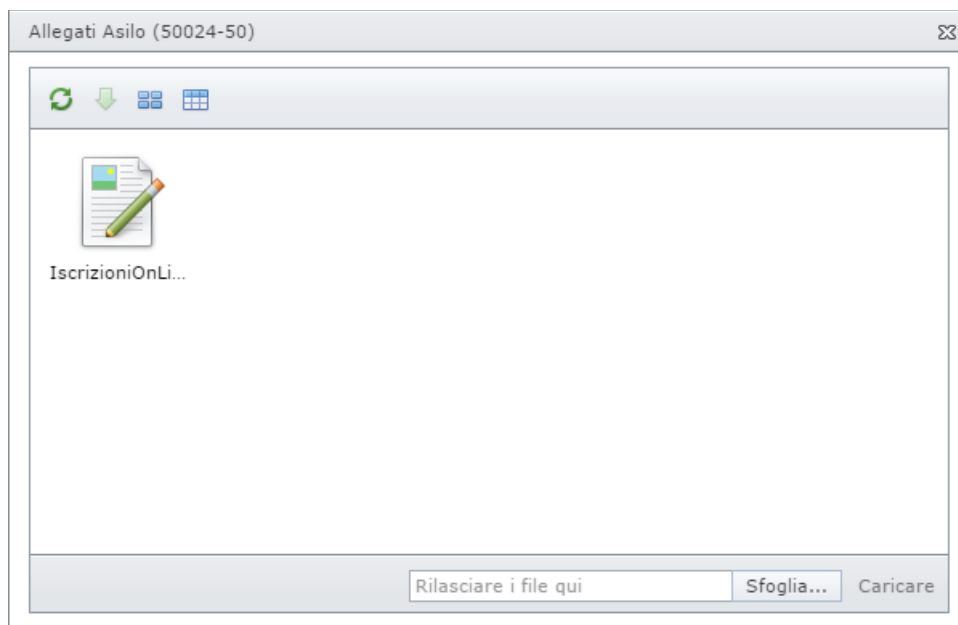 Allegati Asilo (50024-50)
IscrizioniOnLi...
Rilasciare i file qui Sfoglia... Caricare